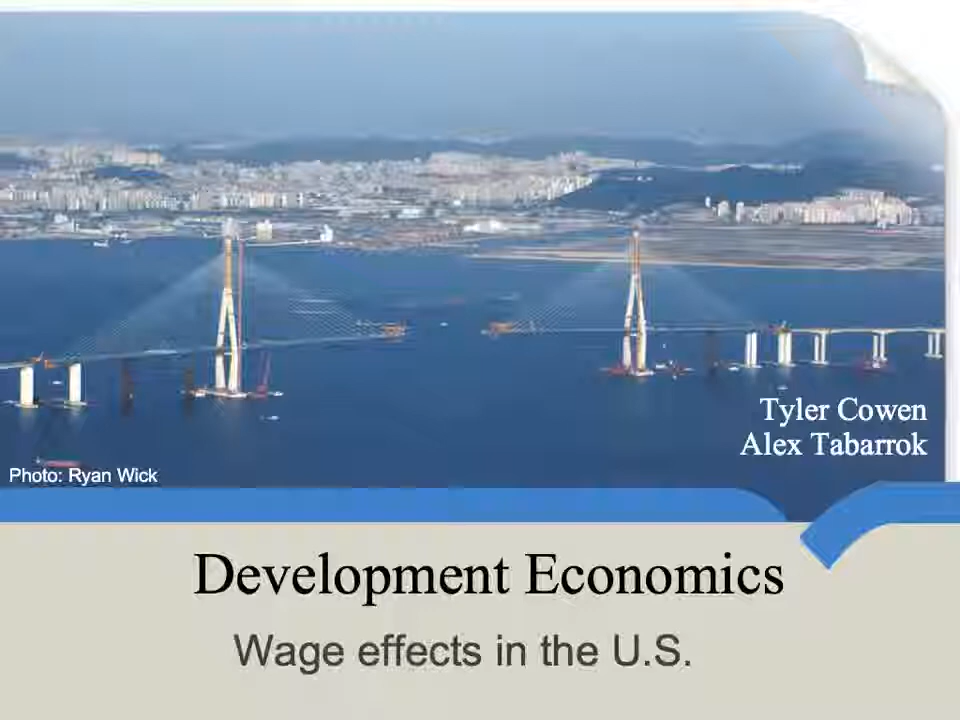 Tyler Cowen
Alex Tabarrok
Photo: Ryan Wick
Development Economics
Wage effects in the U.S.